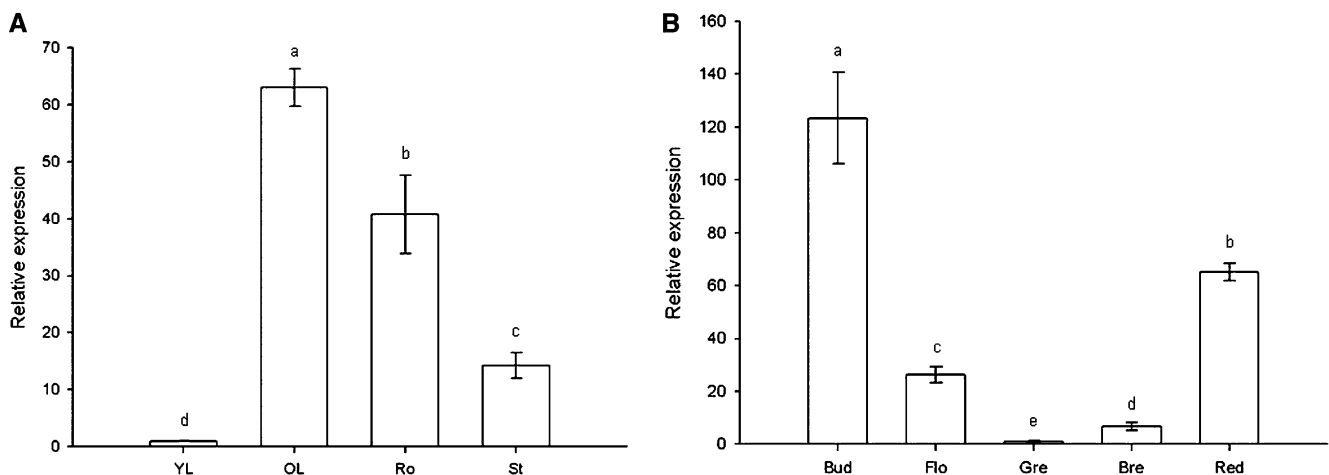 A
Relative expression
70
60
50
40
30
20
10
0
a
b
c
d
YL OL Ro St
B
Relative expression
160
140
120
100
80
60
40
20
0
a
b
c
d
e
Bud Flo Gre Bre Red